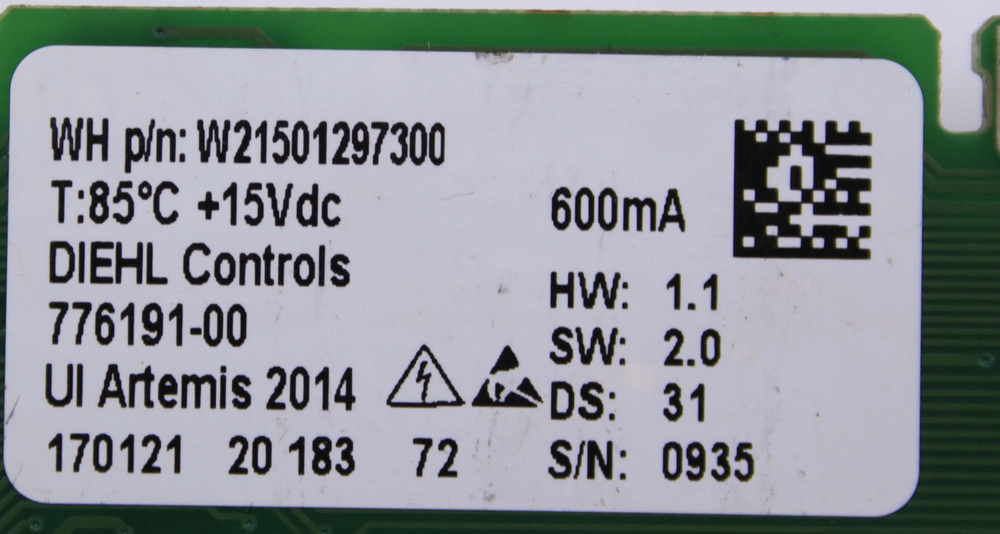 WH p/n: W21501297300
T:85°C +15Vdc 600mA
DIEHL Controls
HW: 1.1
776191-00
SW: 2.0
UI Artemis 2014
DS: 31
170121 20 183 72 S/N: 0935